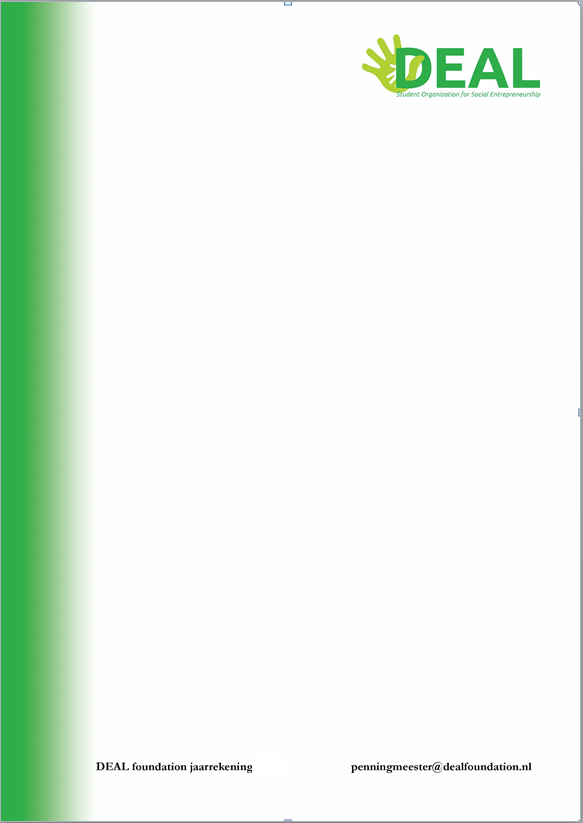 DEAL
Student Organization for Social Entrepreneurship
DEAL foundation jaarrekening penningmeester@dealfoundation.nl